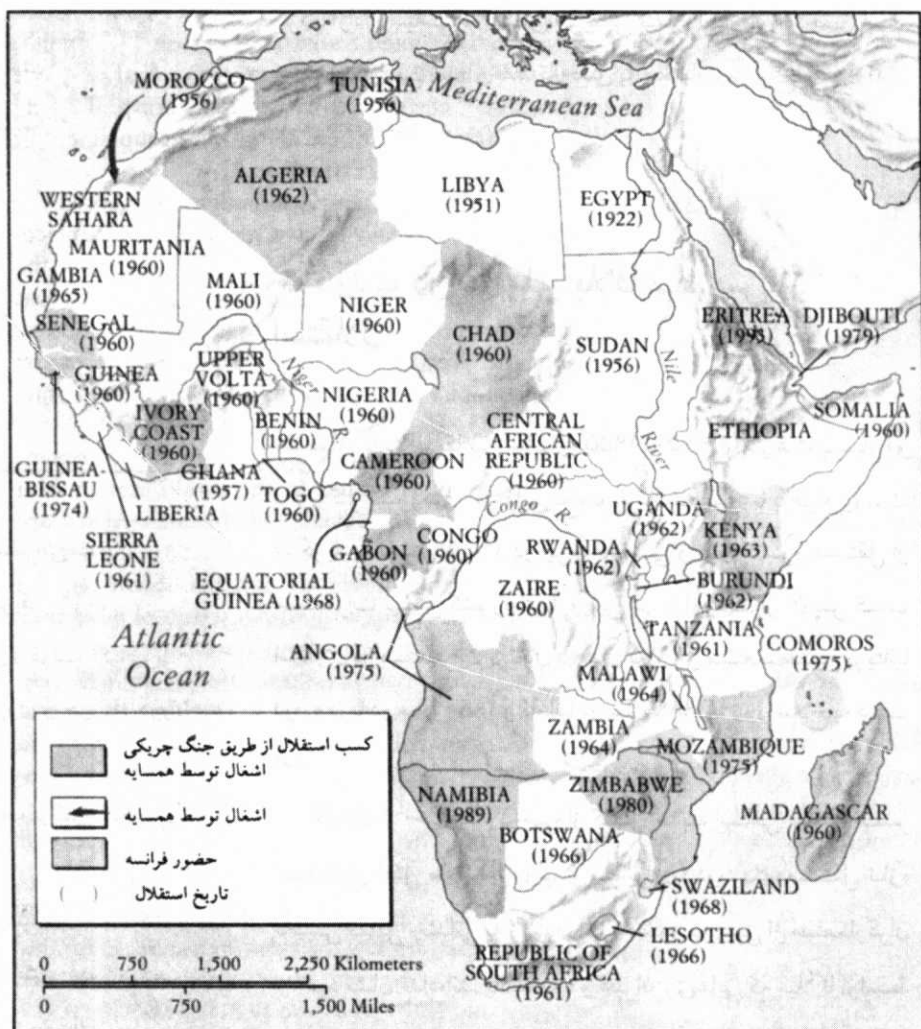 MOROCCO
(1956)
TUNISIA
(1956)
Mediterranean Sea
ALGERIA
(1962)
LIBYA
(1951)
EGYPT
(1922)
WESTERN
SAHARA
MAURITANIA
(1960)
GAMBIA
(1965)
MALI
(1960)
NIGER
(1960)
CHAD
(1960)
SUDAN
(1956)
Nile
River
ERITREA
(1993)
DJIBOUTI
(1979)
SENEGAL
(1960)
GUINEA
(1960)
UPPER
VOLTA
(1960)
Niger
NIGERIA
(1960)
IVORY
COAST
(1960)
BENIN
(1960)
CENTRAL
AFRICAN
REPUBLIC
(1960)
ETHIOPIA
SOMALIA
(1960)
GUINEA-
BISSAU
(1974)
LIBERIA
GHANA
(1957)
TOGO
(1960)
CAMEROON
(1960)
SIERRA
LEONE
(1961)
EQUATORIAL
GUINEA (1968)
GABON
(1960)
CONGO
(1960)
Congo R.
UGANDA
(1962)
RWANDA
(1962)
KENYA
(1963)
ZAIRE
(1960)
BURUNDI
(1962)
Atlantic
Ocean
ANGOLA
(1975)
TANZANIA
(1961)
COMOROS
(1975)
MALAWI
(1964)
ZAMBIA
(1964)
MOZAMBIQUE
(1975)
NAMIBIA
(1989)
ZIMBABWE
(1980)
BOTSWANA
(1966)
MADAGASCAR
(1960)
SWAZILAND
(1968)
LESOTHO
(1966)
REPUBLIC OF
SOUTH AFRICA
(1961)
کسب استقلال از طریق جنگ چریکی
اشغال توسط همسایه
اشغال توسط همسایه
حضور فرانسه
( ) تاریخ استقلال
0 750 1,500 2,250 Kilometers
0 750 1,500 Miles